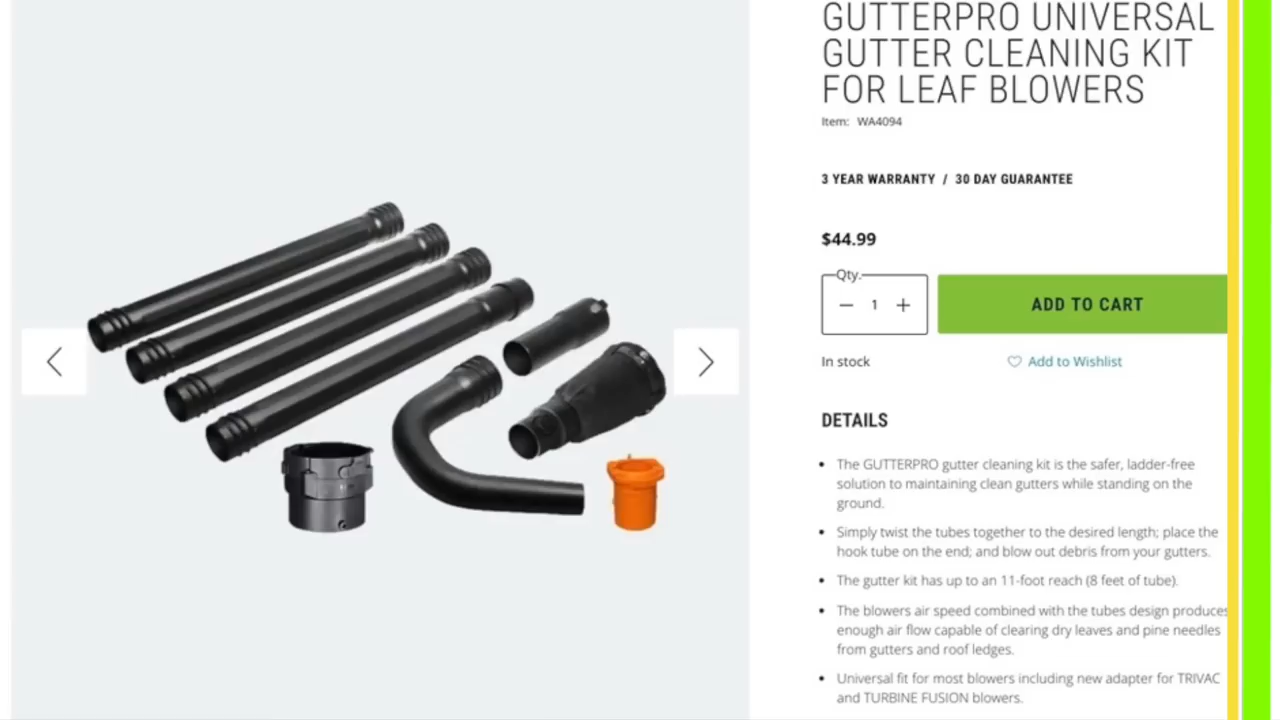 GUTTERPRO UNIVERSAL
GUTTER CLEANING KIT
FOR LEAF BLOWERS
Item: WA4094
3 YEAR WARRANTY / 30 DAY GUARANTEE
$44.99
Qty.
— 1 +
ADD TO CART
In stock
Add to Wishlist
DETAILS
• The GUTTERPRO gutter cleaning kit is the safer, ladder-free
solution to maintaining clean gutters while standing on the
ground.
• Simply twist the tubes together to the desired length; place the
hook tube on the end; and blow out debris from your gutters.
• The gutter kit has up to an 11-foot reach (8 feet of tube).
• The blowers air speed combined with the tubes design produces
enough air flow capable of clearing dry leaves and pine needles
from gutters and roof ledges.
• Universal fit for most blowers including new adapter for TRIVAC
and TURBINE FUSION blowers.